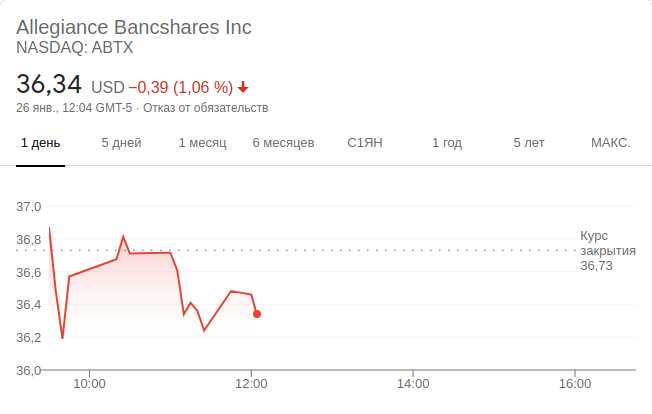 Allegiance Bancshares Inc
NASDAQ: ABTX
36,34 USD −0,39 (1,06 %)
26 янв., 12:04 GMT-5 · Отказ от обязательств
1 день 5 дней 1 месяц 6 месяцев С1ЯН 1 год 5 лет МАКС.
37,0
36,8
36,6
36,4
36,2
36,0
Курс
закрытия
36,73
10:00 12:00 14:00 16:00